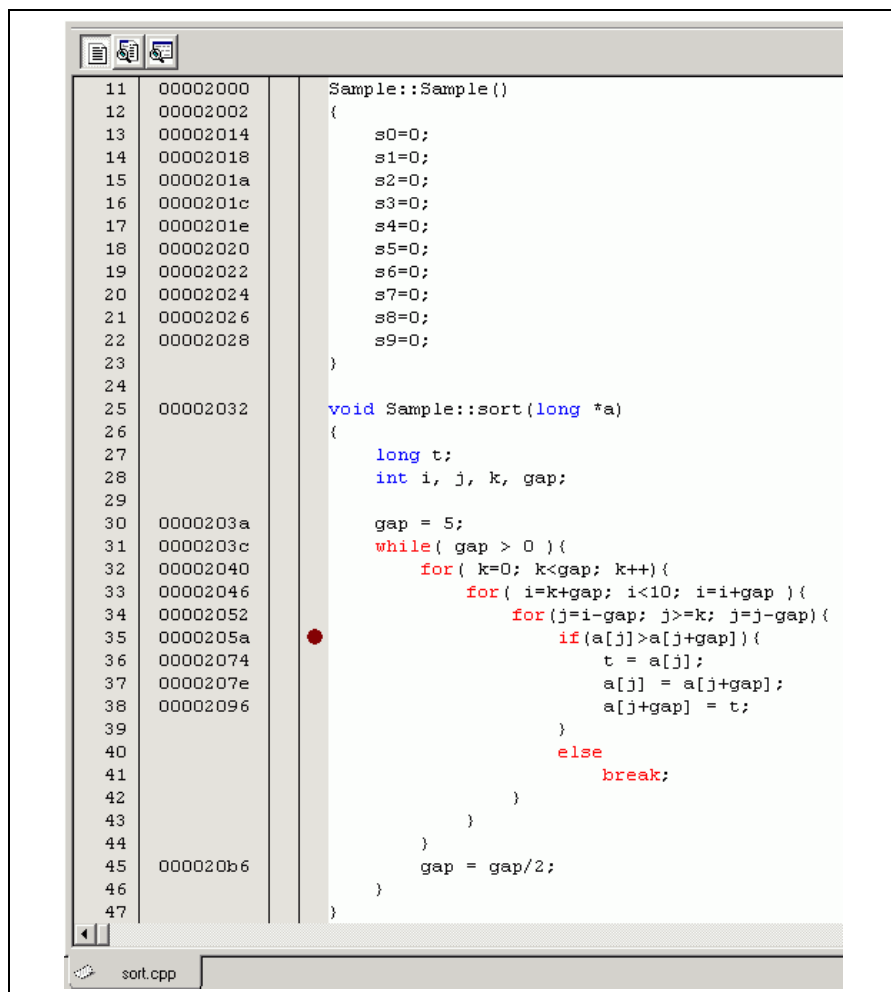 11 00002000 Sample::Sample()
12 00002002 {
13 00002014 s0=0;
14 00002018 s1=0;
15 0000201a s2=0;
16 0000201c s3=0;
17 0000201e s4=0;
18 00002020 s5=0;
19 00002022 s6=0;
20 00002024 s7=0;
21 00002026 s8=0;
22 00002028 s9=0;
23 }
24
25 00002032 void Sample::sort(long *a)
26 {
27 long t;
28 int i, j, k, gap;
29
30 0000203a gap = 5;
31 0000203c while( gap > 0 ){
32 00002040 for( k=0; k<gap; k++){
33 00002046 for( i=k+gap; i<10; i=i+gap ){
34 00002052 for(j=i-gap; j>=k; j=j-gap){
35 0000205a if(a[j]>a[j+gap]){
36 00002074 t = a[j];
37 0000207e a[j] = a[j+gap];
38 00002096 a[j+gap] = t;
39 }
40 else
41 break;
42 }
43 }
44 }
45 000020b6 gap = gap/2;
46 }
47 }
sort.cpp